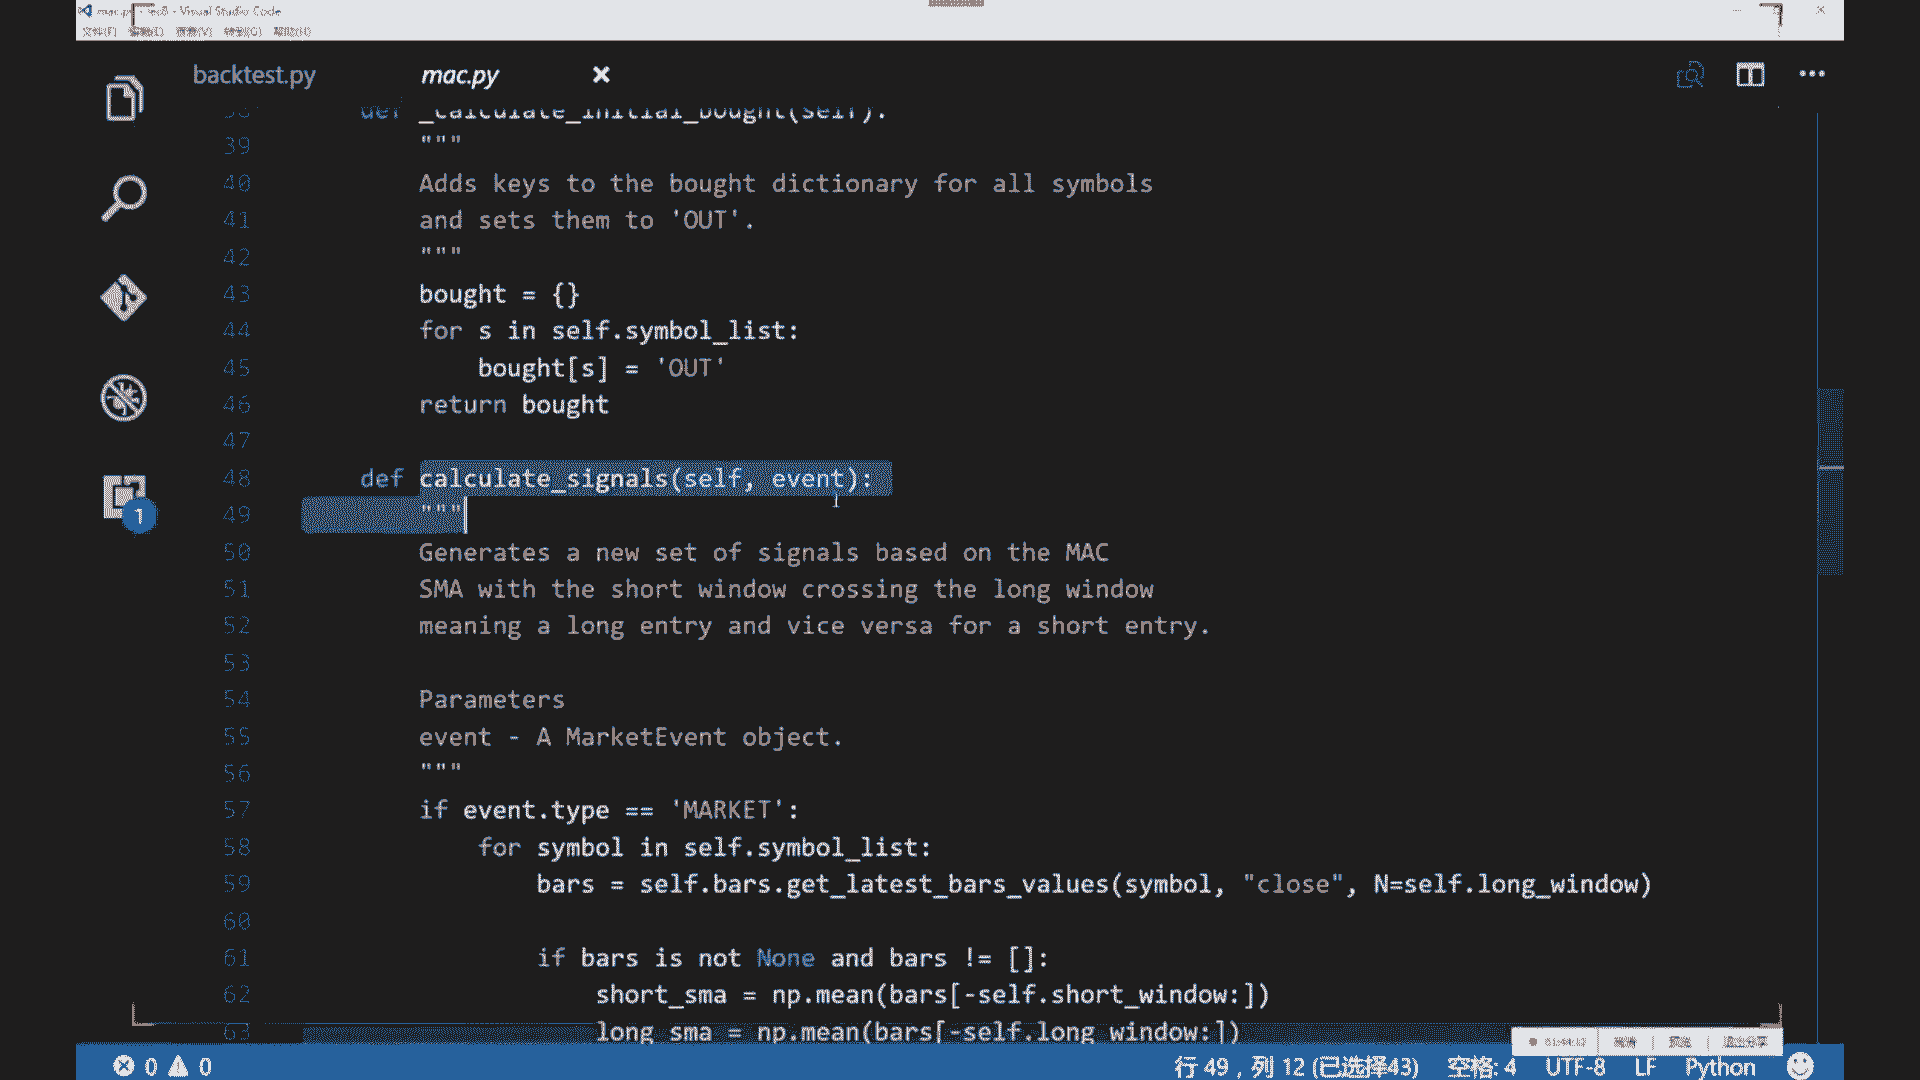 mac.py - lec8 - Visual Studio Code
文件(F) 编辑(E) 查看(V) 转到(G) 帮助(H)
backtest.py mac.py
38 def _calculate_initial_bought(self):
39 """
40 Adds keys to the bought dictionary for all symbols
41 and sets them to 'OUT'.
42 """
43 bought = {}
44 for s in self.symbol_list:
45 bought[s] = 'OUT'
46 return bought
47
48 def calculate_signals(self, event):
49 """
50 Generates a new set of signals based on the MAC
51 SMA with the short window crossing the long window
52 meaning a long entry and vice versa for a short entry.
53
54 Parameters
55 event - A MarketEvent object.
56 """
57 if event.type == 'MARKET':
58 for symbol in self.symbol_list:
59 bars = self.bars.get_latest_bars_values(symbol, "close", N=self.long_window)
60
61 if bars is not None and bars != []:
62 short_sma = np.mean(bars[-self.short_window:])
63 long_sma = np.mean(bars[-self.long_window:])
1
0 0 行 49，列 12 (已选择43) 空格: 4 UTF-8 LF Python